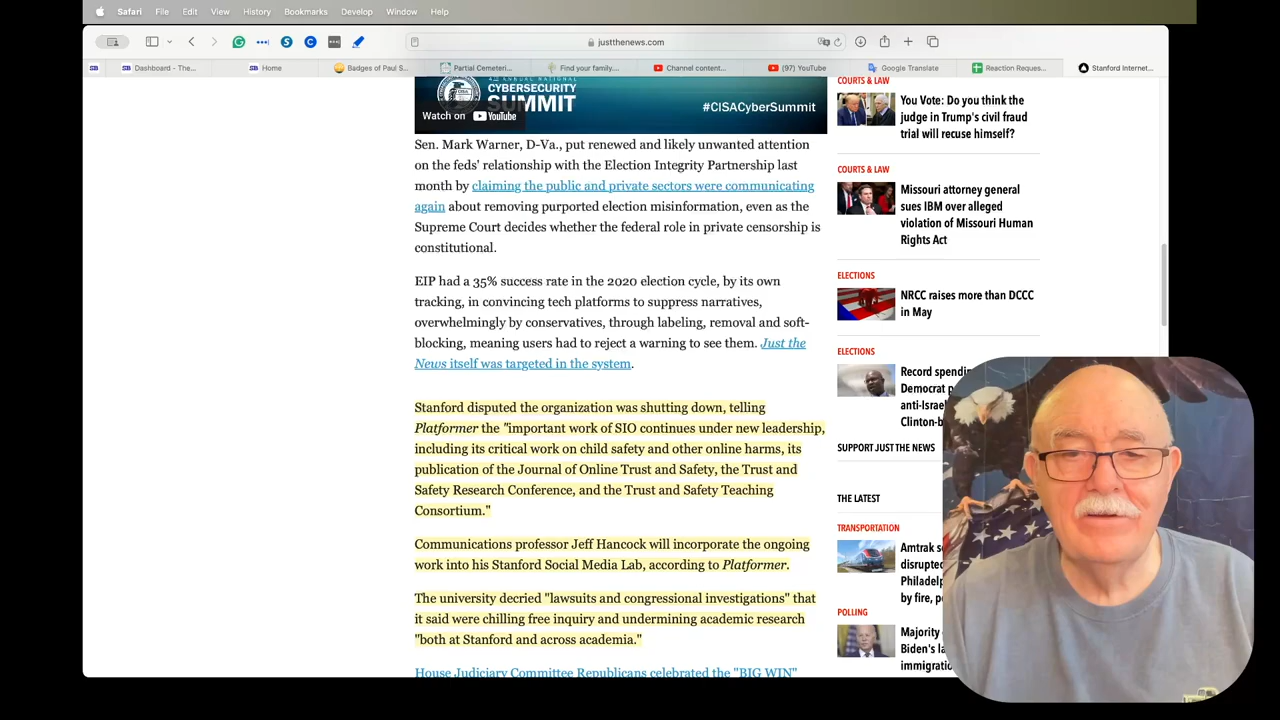 Safari File Edit View History Bookmarks Develop Window Help
justthenews.com
Dashboard - The...
Home
Badges of Paul S...
Partial Cemeteri...
Find your family....
Channel content...
(97) YouTube
Google Translate
Reaction Reques...
Stanford Internet...
CYBERSECURITY
SUMMIT
#CISACyberSummit
Watch on YouTube
Sen. Mark Warner, D-Va., put renewed and likely unwanted attention
on the feds' relationship with the Election Integrity Partnership last
month by claiming the public and private sectors were communicating
again about removing purported election misinformation, even as the
Supreme Court decides whether the federal role in private censorship is
constitutional.
EIP had a 35% success rate in the 2020 election cycle, by its own
tracking, in convincing tech platforms to suppress narratives,
overwhelmingly by conservatives, through labeling, removal and soft-
blocking, meaning users had to reject a warning to see them. Just the
News itself was targeted in the system.
Stanford disputed the organization was shutting down, telling
Platformer the "important work of SIO continues under new leadership,
including its critical work on child safety and other online harms, its
publication of the Journal of Online Trust and Safety, the Trust and
Safety Research Conference, and the Trust and Safety Teaching
Consortium."
Communications professor Jeff Hancock will incorporate the ongoing
work into his Stanford Social Media Lab, according to Platformer.
The university decried "lawsuits and congressional investigations" that
it said were chilling free inquiry and undermining academic research
"both at Stanford and across academia."
House Judiciary Committee Republicans celebrated the "BIG WIN"
COURTS & LAW
You Vote: Do you think the
judge in Trump's civil fraud
trial will recuse himself?
COURTS & LAW
Missouri attorney general
sues IBM over alleged
violation of Missouri Human
Rights Act
ELECTIONS
NRCC raises more than DCCC
in May
ELECTIONS
Record spending
Democrat p
anti-Israe
Clinton-b
SUPPORT JUST THE NEWS
THE LATEST
TRANSPORTATION
Amtrak se
disrupted
Philadelp
by fire, p
POLLING
Majority
Biden's la
immigratio